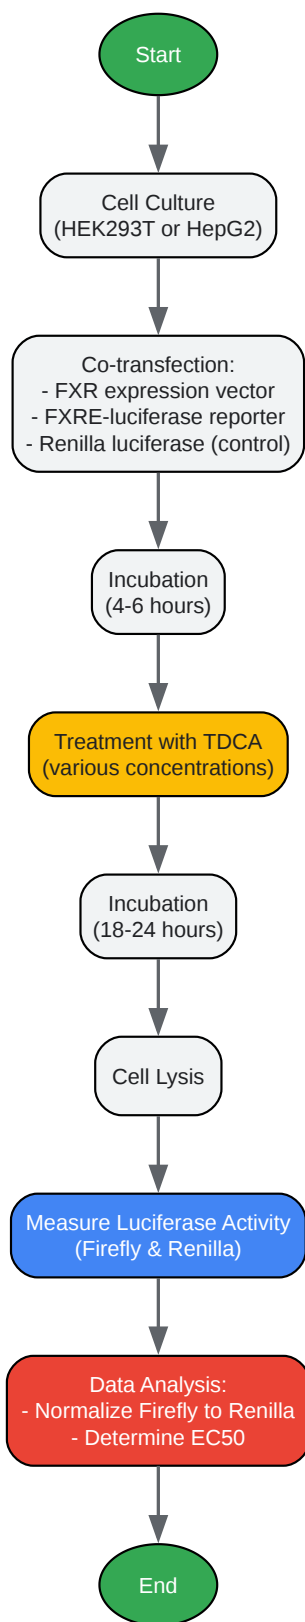 Start
Cell Culture
(HEK293T or HepG2)
Co-transfection:
- FXR expression vector
- FXRE-luciferase reporter
- Renilla luciferase (control)
Incubation
(4-6 hours)
Treatment with TDCA
(various concentrations)
Incubation
(18-24 hours)
Cell Lysis
Measure Luciferase Activity
(Firefly & Renilla)
Data Analysis:
- Normalize Firefly to Renilla
- Determine EC50
End